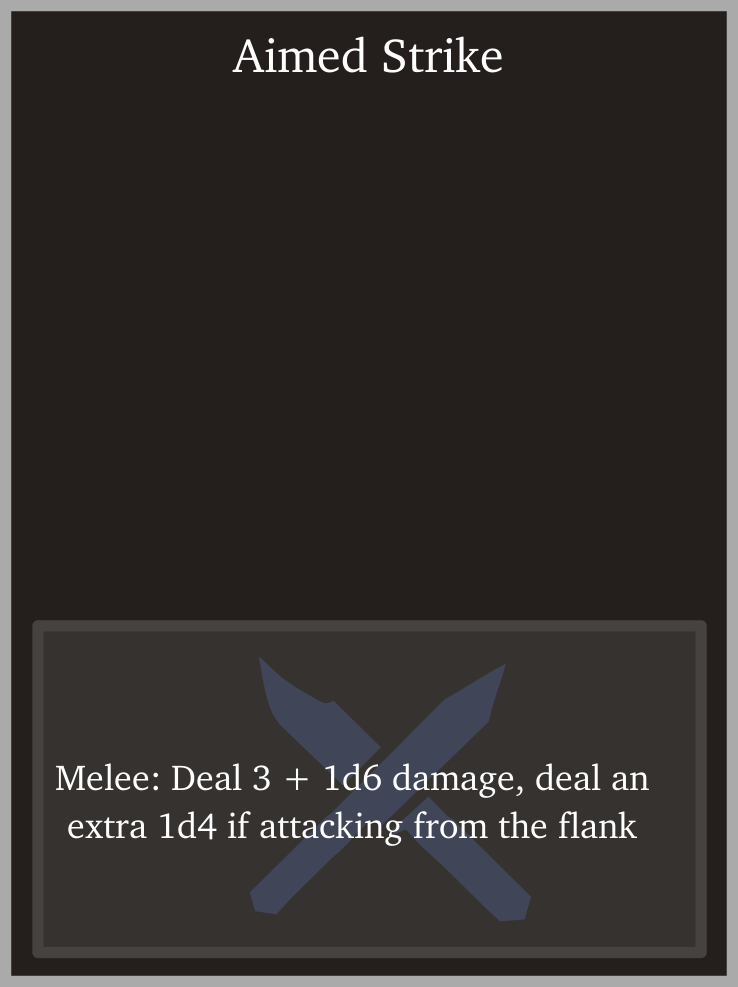 Aimed Strike
Melee: Deal 3 + 1d6 damage, deal an
extra 1d4 if attacking from the flank